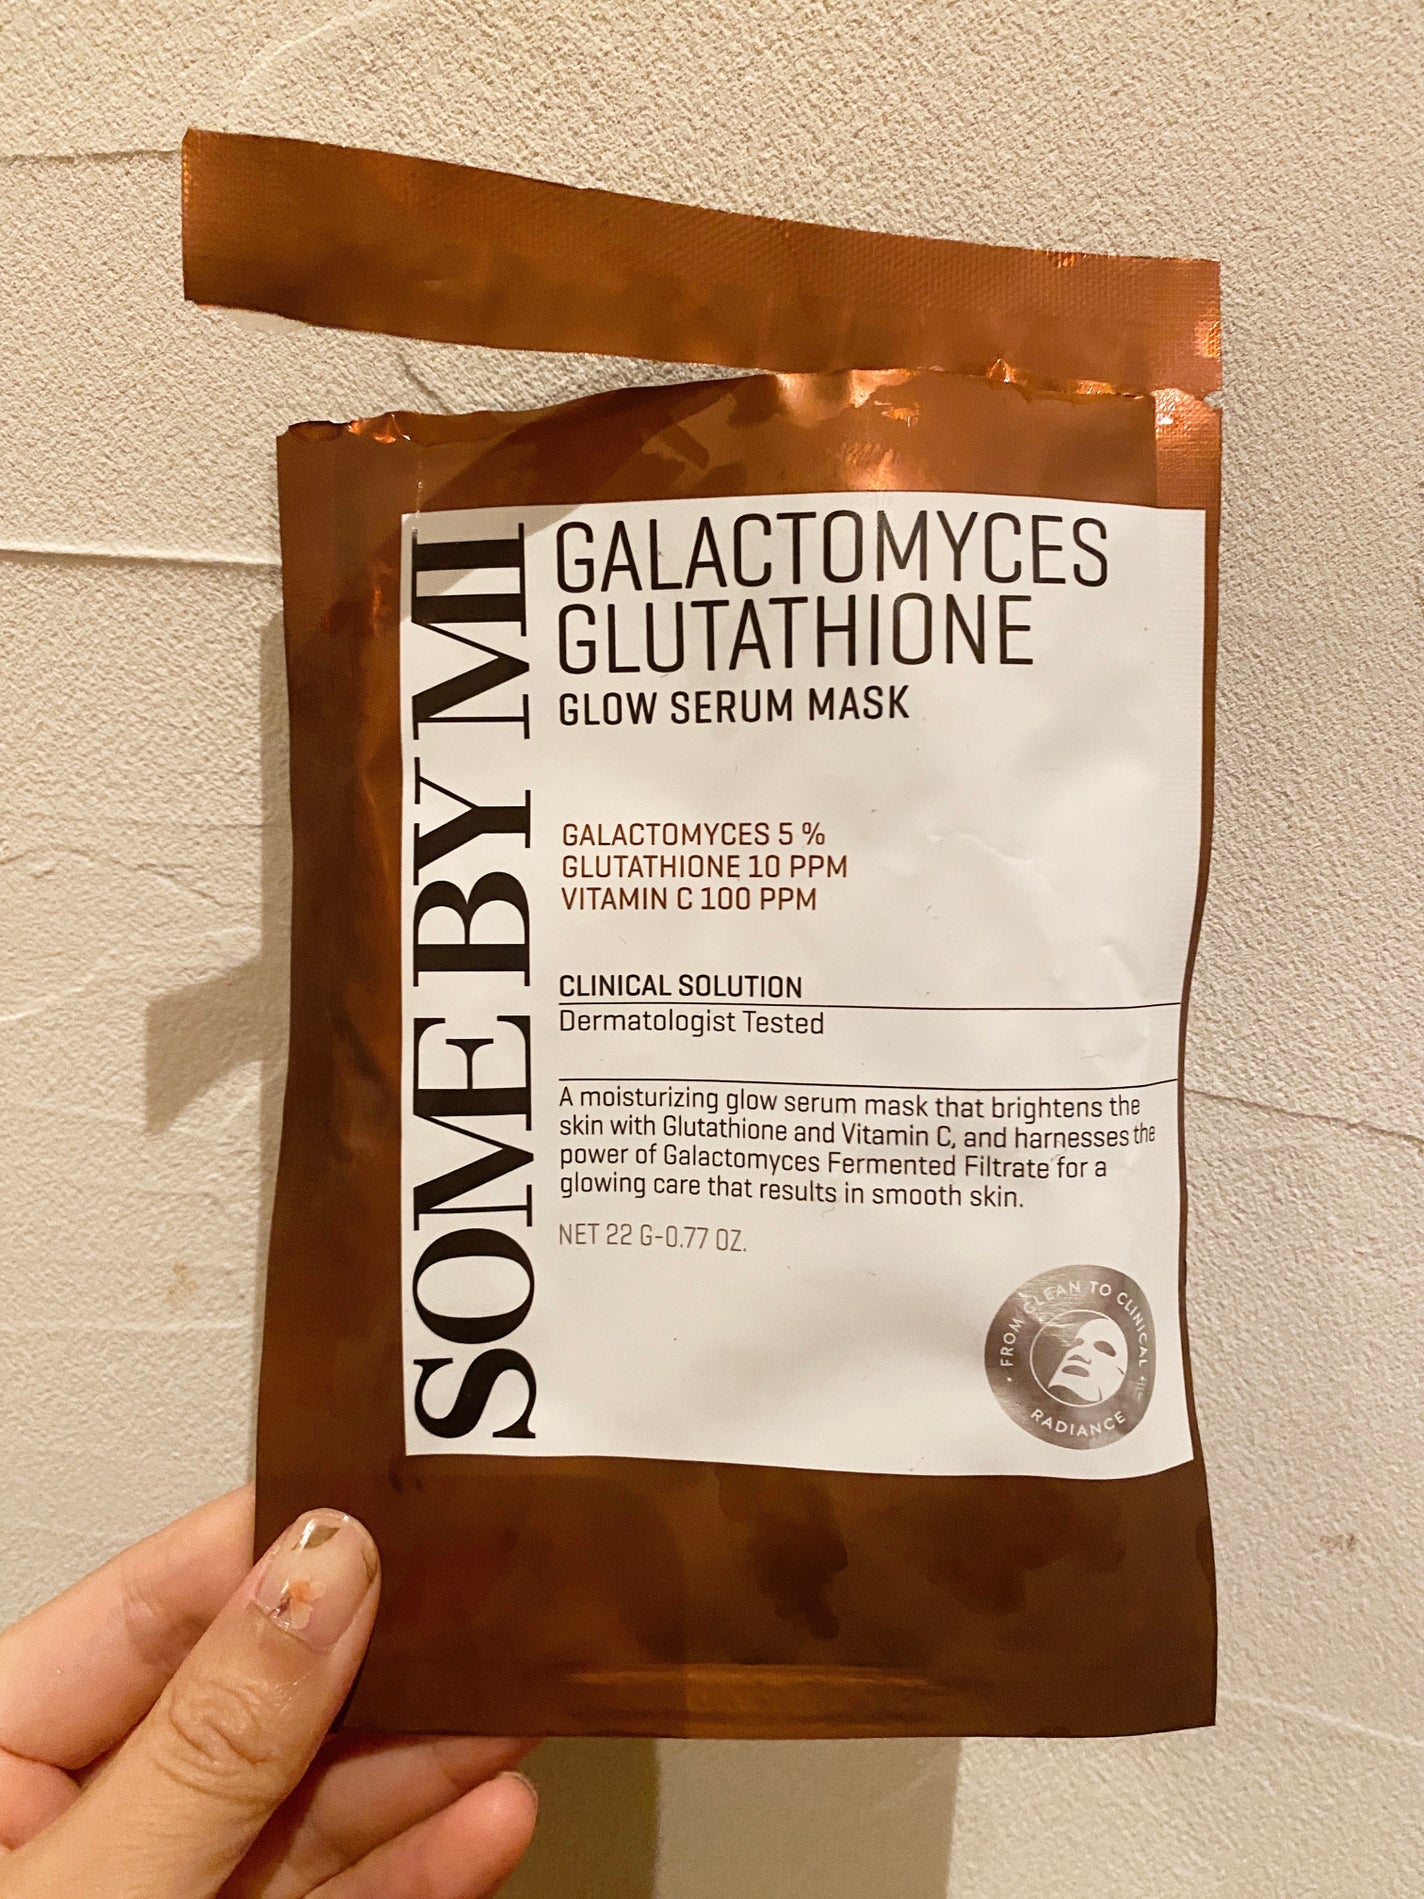 SOME BY MI
GALACTOMYCES
GLUTATHIONE
GLOW SERUM MASK
GALACTOMYCES 5 %
GLUTATHIONE 10 PPM
VITAMIN C 100 PPM
CLINICAL SOLUTION
Dermatologist Tested
A moisturizing glow serum mask that brightens the
skin with Glutathione and Vitamin C, and harnesses the
power of Galactomyces Fermented Filtrate for a
glowing care that results in smooth skin.
NET 22 G-0.77 OZ.
• FROM CLEAN TO CLINICAL •
RADIANCE